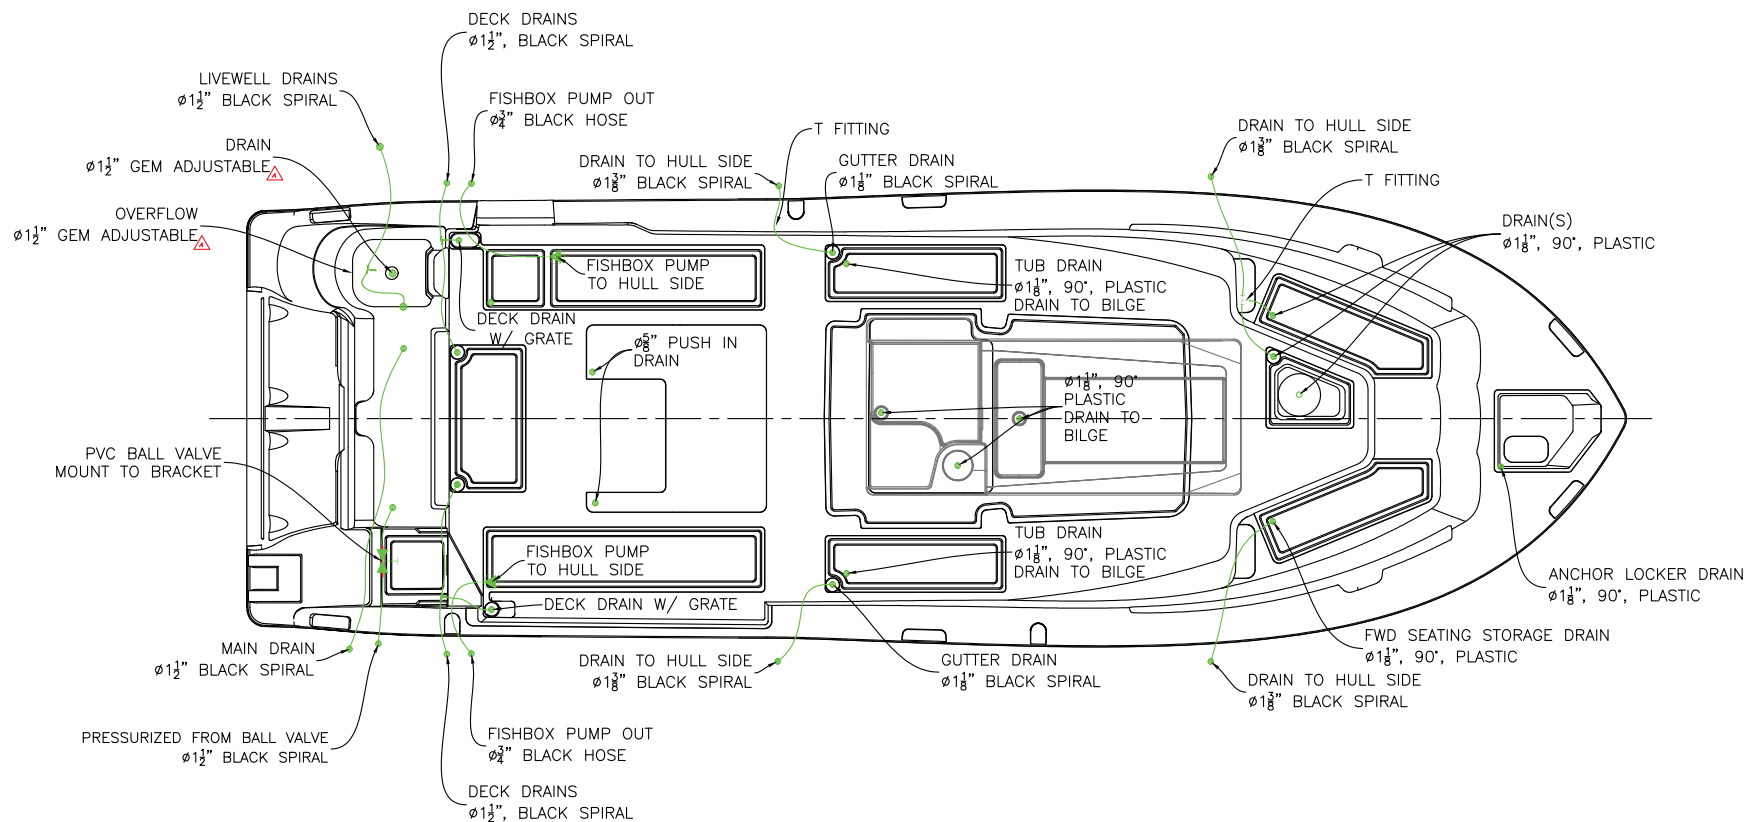 DECK DRAINS
ø1½", BLACK SPIRAL
LIVEWELL DRAINS
ø1½" BLACK SPIRAL
FISHBOX PUMP OUT
ø¾" BLACK HOSE
DRAIN
ø1½" GEM ADJUSTABLE
A
OVERFLOW
ø1½" GEM ADJUSTABLE
A
T FITTING
DRAIN TO HULL SIDE
ø1⅜" BLACK SPIRAL
GUTTER DRAIN
ø1⅛" BLACK SPIRAL
DRAIN TO HULL SIDE
ø1⅜" BLACK SPIRAL
T FITTING
DRAIN(S)
ø1⅛", 90°, PLASTIC
FISHBOX PUMP
TO HULL SIDE
TUB DRAIN
ø1⅛", 90°, PLASTIC
DRAIN TO BILGE
DECK DRAIN
W/ GRATE
ø⅝" PUSH IN
DRAIN
ø1⅛", 90°
PLASTIC
DRAIN TO
BILGE
PVC BALL VALVE
MOUNT TO BRACKET
FISHBOX PUMP
TO HULL SIDE
TUB DRAIN
ø1⅛", 90°, PLASTIC
DRAIN TO BILGE
DECK DRAIN W/ GRATE
ANCHOR LOCKER DRAIN
ø1⅛", 90°, PLASTIC
MAIN DRAIN
ø1½" BLACK SPIRAL
DRAIN TO HULL SIDE
ø1⅜" BLACK SPIRAL
GUTTER DRAIN
ø1⅛" BLACK SPIRAL
FWD SEATING STORAGE DRAIN
ø1⅛", 90°, PLASTIC
DRAIN TO HULL SIDE
ø1⅜" BLACK SPIRAL
PRESSURIZED FROM BALL VALVE
ø1½" BLACK SPIRAL
FISHBOX PUMP OUT
ø¾" BLACK HOSE
DECK DRAINS
ø1½", BLACK SPIRAL